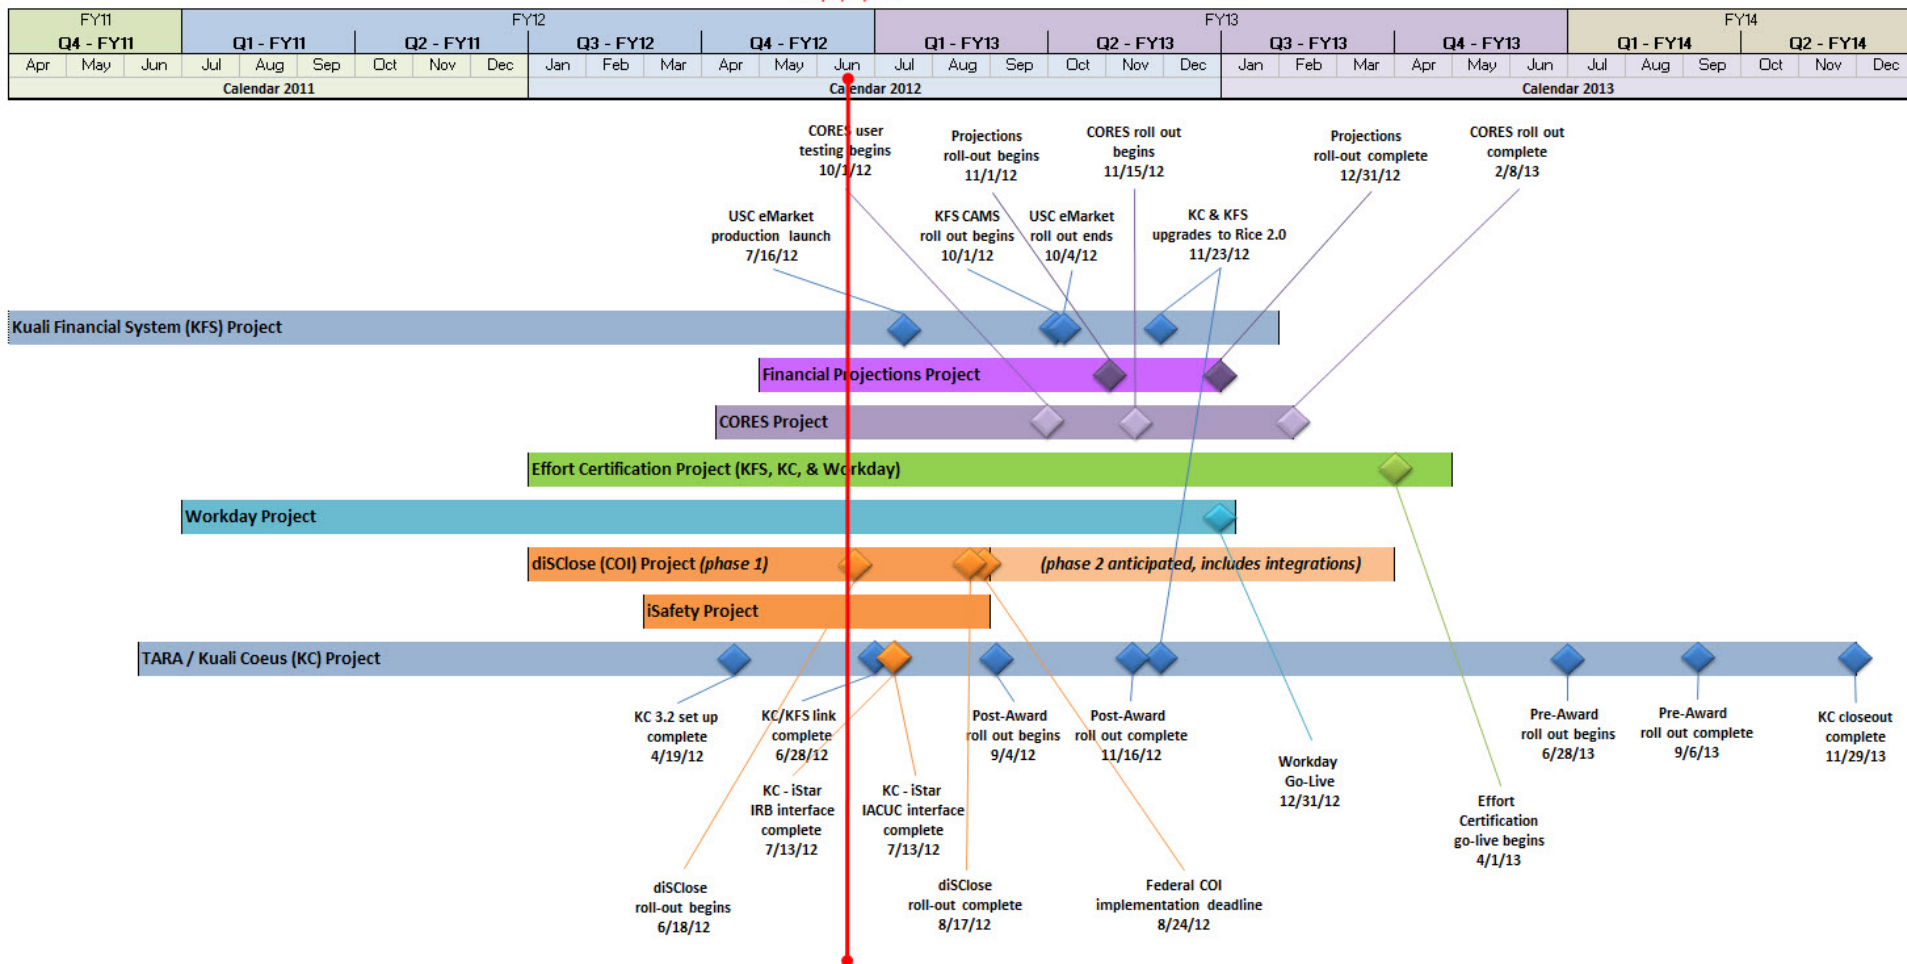 FY11 FY12 FY13 FY14
Q4 - FY11 Q1 - FY11 Q2 - FY11 Q3 - FY12 Q4 - FY12 Q1 - FY13 Q2 - FY13 Q3 - FY13 Q4 - FY13 Q1 - FY14 Q2 - FY14
Apr May Jun Jul Aug Sep Oct Nov Dec Jan Feb Mar Apr May Jun Jul Aug Sep Oct Nov Dec Jan Feb Mar Apr May Jun Jul Aug Sep Oct Nov Dec
Calendar 2011 Calendar 2012 Calendar 2013
CORES user
testing begins
10/1/12
Projections
roll-out begins
11/1/12
CORES roll out
begins
11/15/12
Projections
roll-out complete
12/31/12
CORES roll out
complete
2/8/13
USC eMarket
production launch
7/16/12
KFS CAMS
roll out begins
10/1/12
USC eMarket
roll out ends
10/4/12
KC & KFS
upgrades to Rice 2.0
11/23/12
Kuali Financial System (KFS) Project
Financial Projections Project
CORES Project
Effort Certification Project (KFS, KC, & Workday)
Workday Project
diSClose (COI) Project (phase 1) (phase 2 anticipated, includes integrations)
iSafety Project
TARA / Kuali Coeus (KC) Project
KC 3.2 set up
complete
4/19/12
KC/KFS link
complete
6/28/12
Post-Award
roll out begins
9/4/12
Post-Award
roll out complete
11/16/12
Pre-Award
roll out begins
6/28/13
Pre-Award
roll out complete
9/6/13
KC closeout
complete
11/29/13
KC - iStar
IRB interface
complete
7/13/12
KC - iStar
IACUC interface
complete
7/13/12
Workday
Go-Live
12/31/12
Effort
Certification
go-live begins
4/1/13
diSClose
roll-out begins
6/18/12
diSClose
roll-out complete
8/17/12
Federal COI
implementation deadline
8/24/12